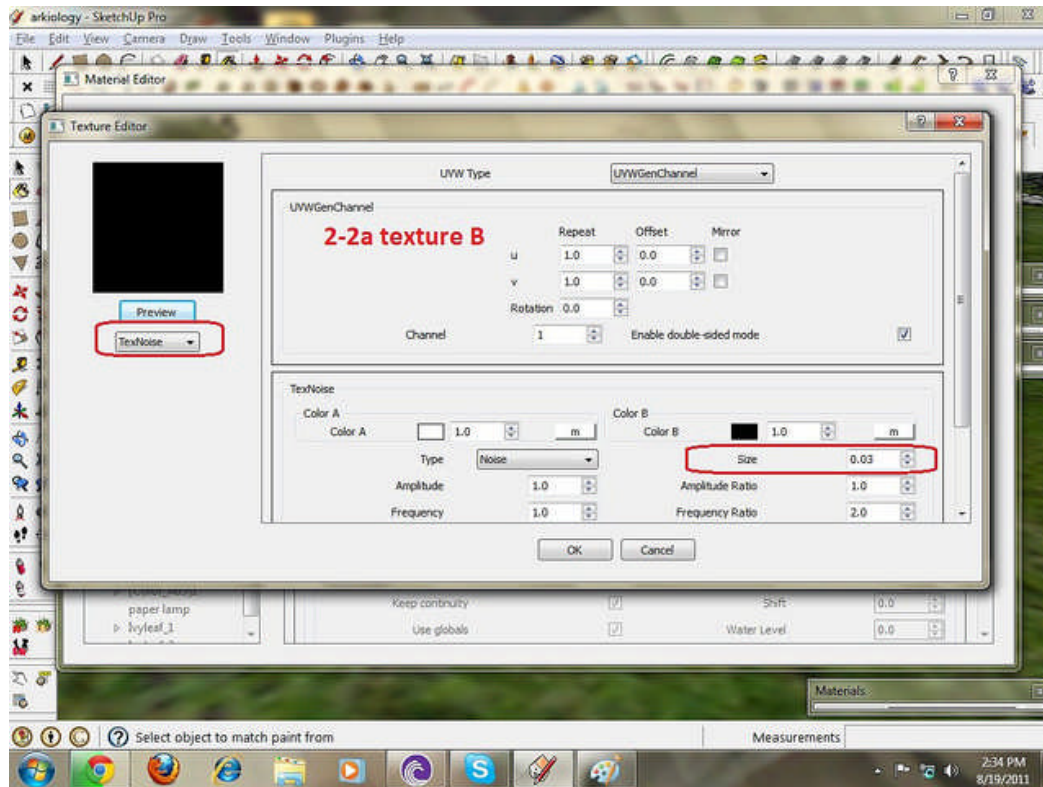 arkiology - SketchUp Pro
File Edit View Camera Draw Tools Window Plugins Help
Material Editor
Texture Editor
UVW Type UVWGenChannel
UVWGenChannel
2-2a texture B
Repeat Offset Mirror
u 1.0 0.0
v 1.0 0.0
Rotation 0.0
Preview
Channel 1 Enable double-sided mode
TexNoise
TexNoise
Color A Color B
Color A 1.0 m Color B 1.0 m
Type Noise Size 0.03
Amplitude 1.0 Amplitude Ratio 1.0
Frequency 1.0 Frequency Ratio 2.0
OK Cancel
Keep continuity Shift 0.0
paper lamp
Ivyleaf_1 Use globals Water Level 0.0
Materials
Select object to match paint from Measurements
2:34 PM
8/19/2011